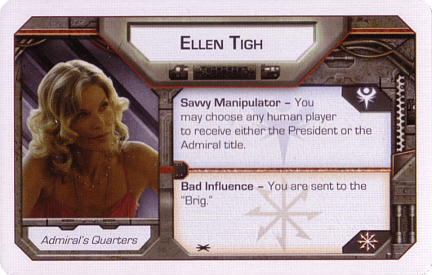 ELLEN TIGH
Savvy Manipulator – You
may choose any human player
to receive either the President or the
Admiral title.
Bad Influence – You are sent to the
"Brig."
Admiral's Quarters